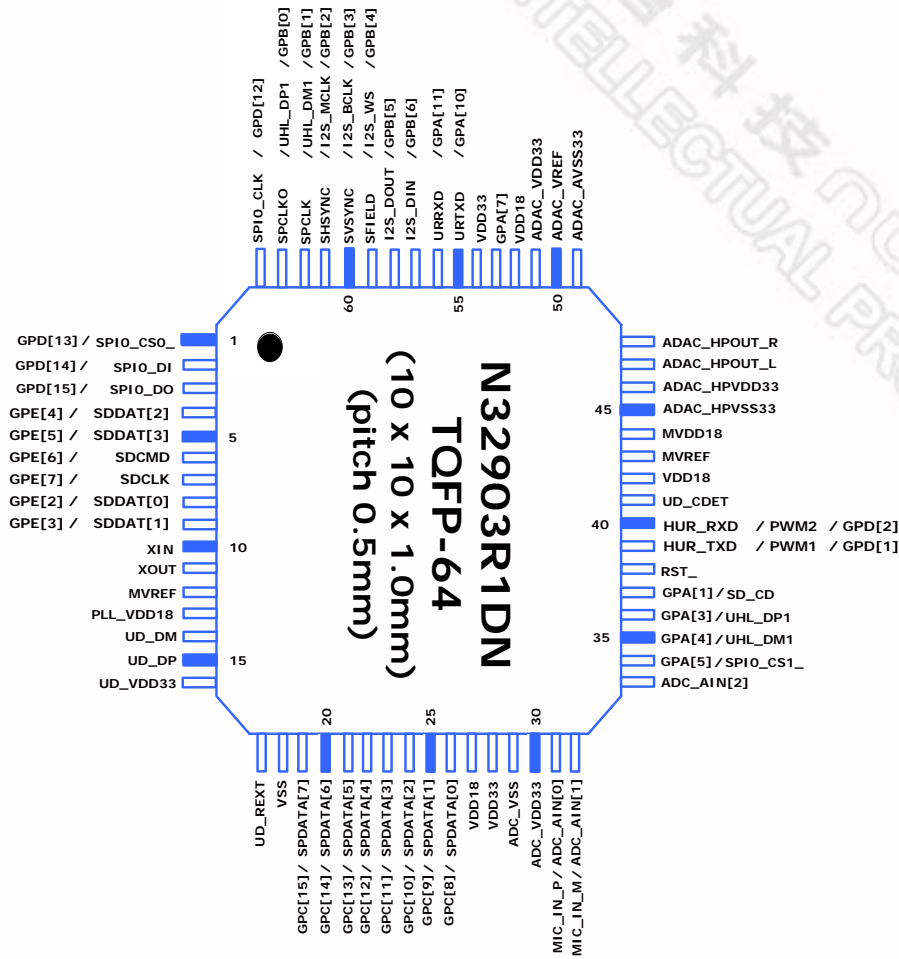 SPI0_CLK / GPD[12]
SPCLKO /UHL_DP1 /GPB[0]
SPCLK /UHL_DM1 /GPB[1]
SHSYNC /I2S_MCLK /GPB[2]
SVSYNC /I2S_BCLK /GPB[3]
SFIELD /I2S_WS /GPB[4]
I2S_DOUT /GPB[5]
I2S_DIN /GPB[6]
URRXD /GPA[11]
URTXD /GPA[10]
VDD33
GPA[7]
VDD18
ADAC_VDD33
ADAC_VREF
ADAC_AVSS33
60
55
50
GPD[13] / SPI0_CS0_
GPD[14] / SPI0_DI
GPD[15] / SPI0_DO
GPE[4] / SDDAT[2]
GPE[5] / SDDAT[3]
GPE[6] / SDCMD
GPE[7] / SDCLK
GPE[2] / SDDAT[0]
GPE[3] / SDDAT[1]
XIN
XOUT
MVREF
PLL_VDD18
UD_DM
UD_DP
UD_VDD33
1
5
10
15
N32903R1DN
TQFP-64
(10 x 10 x 1.0mm)
(pitch 0.5mm)
45
40
35
ADAC_HPOUT_R
ADAC_HPOUT_L
ADAC_HPVDD33
ADAC_HPVSS33
MVDD18
MVREF
VDD18
UD_CDET
HUR_RXD / PWM2 / GPD[2]
HUR_TXD / PWM1 / GPD[1]
RST_
GPA[1] / SD_CD
GPA[3] / UHL_DP1
GPA[4] / UHL_DM1
GPA[5] / SPI0_CS1_
ADC_AIN[2]
20
25
30
UD_REXT
VSS
GPC[15] / SPDATA[7]
GPC[14] / SPDATA[6]
GPC[13] / SPDATA[5]
GPC[12] / SPDATA[4]
GPC[11] / SPDATA[3]
GPC[10] / SPDATA[2]
GPC[9] / SPDATA[1]
GPC[8] / SPDATA[0]
VDD18
VDD33
ADC_VSS
ADC_VDD33
MIC_IN_P / ADC_AIN[0]
MIC_IN_M / ADC_AIN[1]
科技
INTELLECTUAL